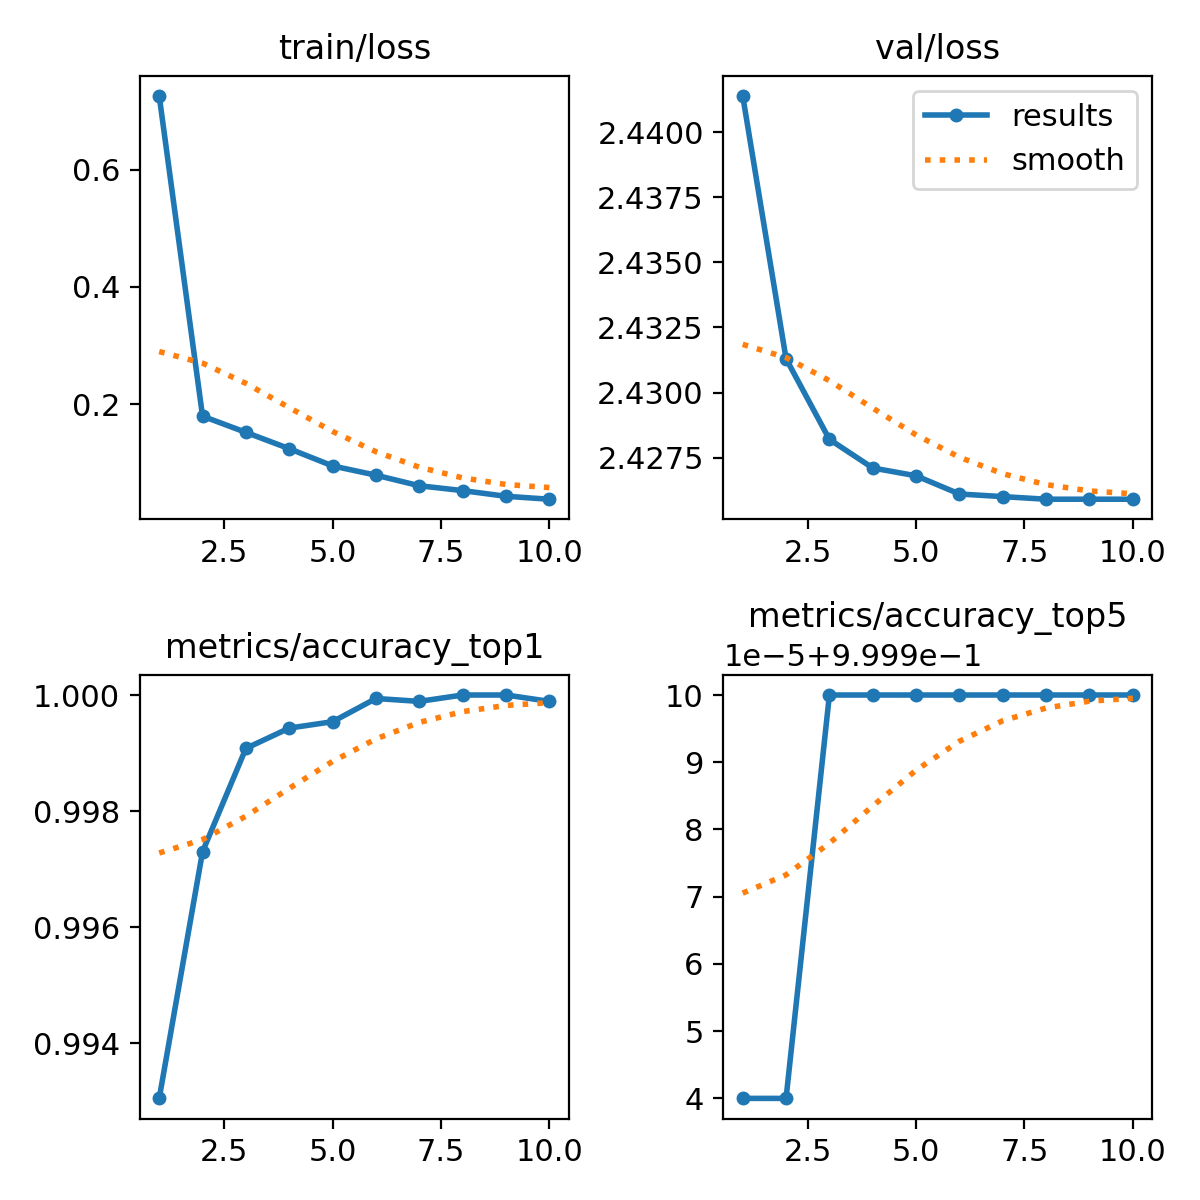 train/loss
0.6
0.4
0.2
2.5 5.0 7.5 10.0
val/loss
results
smooth
2.4400
2.4375
2.4350
2.4325
2.4300
2.4275
2.5 5.0 7.5 10.0
metrics/accuracy_top1
1.000
0.998
0.996
0.994
2.5 5.0 7.5 10.0
metrics/accuracy_top5
1e−5+9.999e−1
10
9
8
7
6
5
4
2.5 5.0 7.5 10.0